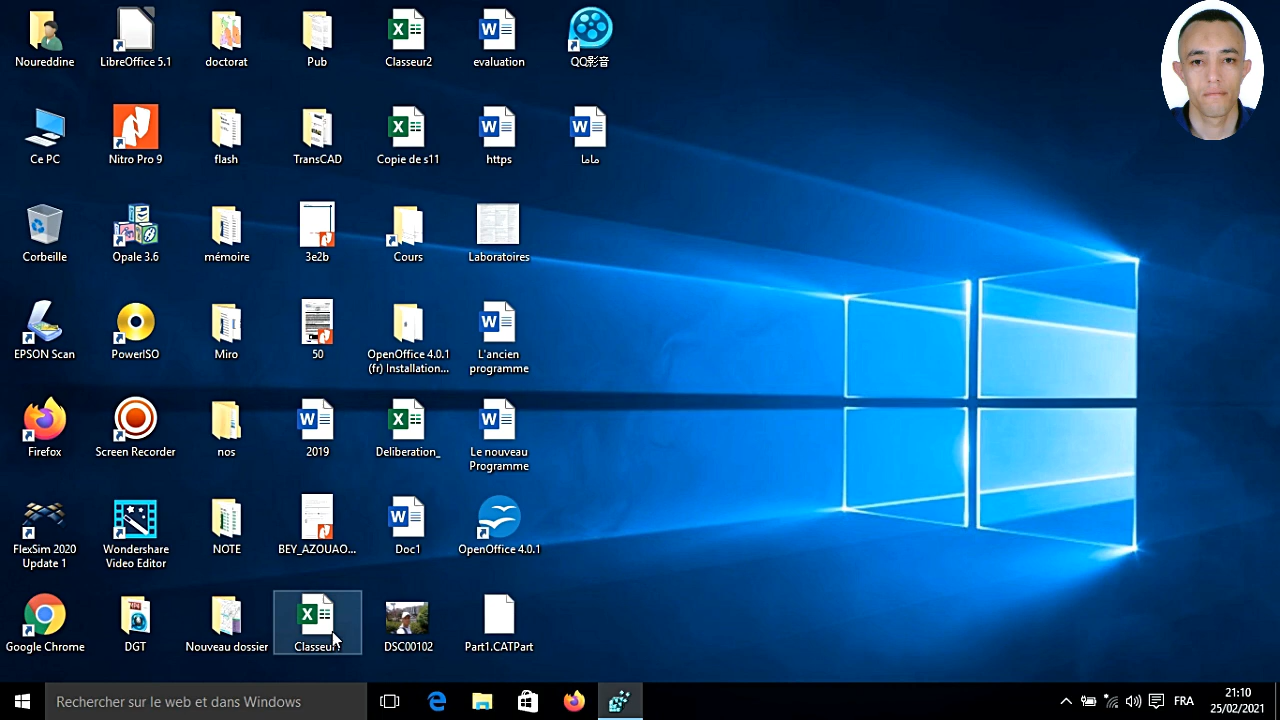 Noureddine
LibreOffice 5.1
doctorat
Pub
Classeur2
evaluation
QQ影音
Ce PC
Nitro Pro 9
flash
TransCAD
Copie de s11
https
ماما
Corbeille
Opale 3.6
mémoire
3e2b
Cours
Laboratoires
EPSON Scan
PowerISO
Miro
50
OpenOffice 4.0.1
(fr) Installation...
L'ancien
programme
Firefox
Screen Recorder
nos
2019
Deliberation_
Le nouveau
Programme
FlexSim 2020
Update 1
Wondershare
Video Editor
NOTE
BEY_AZOUAO...
Doc1
OpenOffice 4.0.1
Google Chrome
DGT
Nouveau dossier
DSC00102
Part1.CATPart
Rechercher sur le web et dans Windows
FRA
21:10
25/02/2021